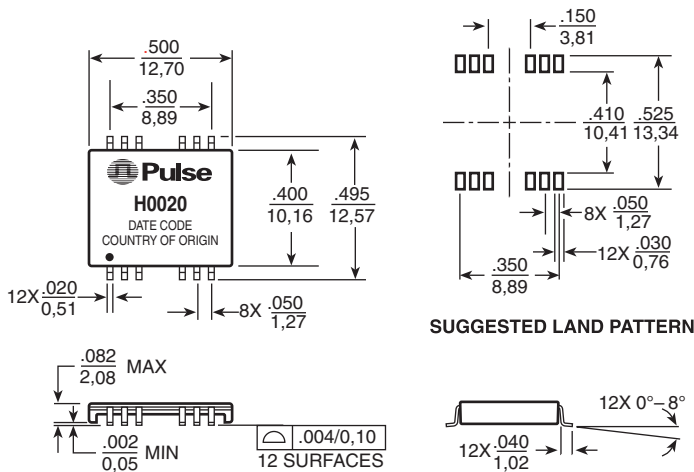 .500
12,70
.350
8,89
Pulse
H0020
DATE CODE
COUNTRY OF ORIGIN
.400
10,16
.495
12,57
12X .020
0,51
8X .050
1,27
.150
3,81
.410
10,41
.525
13,34
8X .050
1,27
12X .030
0,76
.350
8,89
SUGGESTED LAND PATTERN
.082
2,08 MAX
.002
0,05 MIN
.004/0,10
12 SURFACES
12X 0°–8°
12X .040
1,02